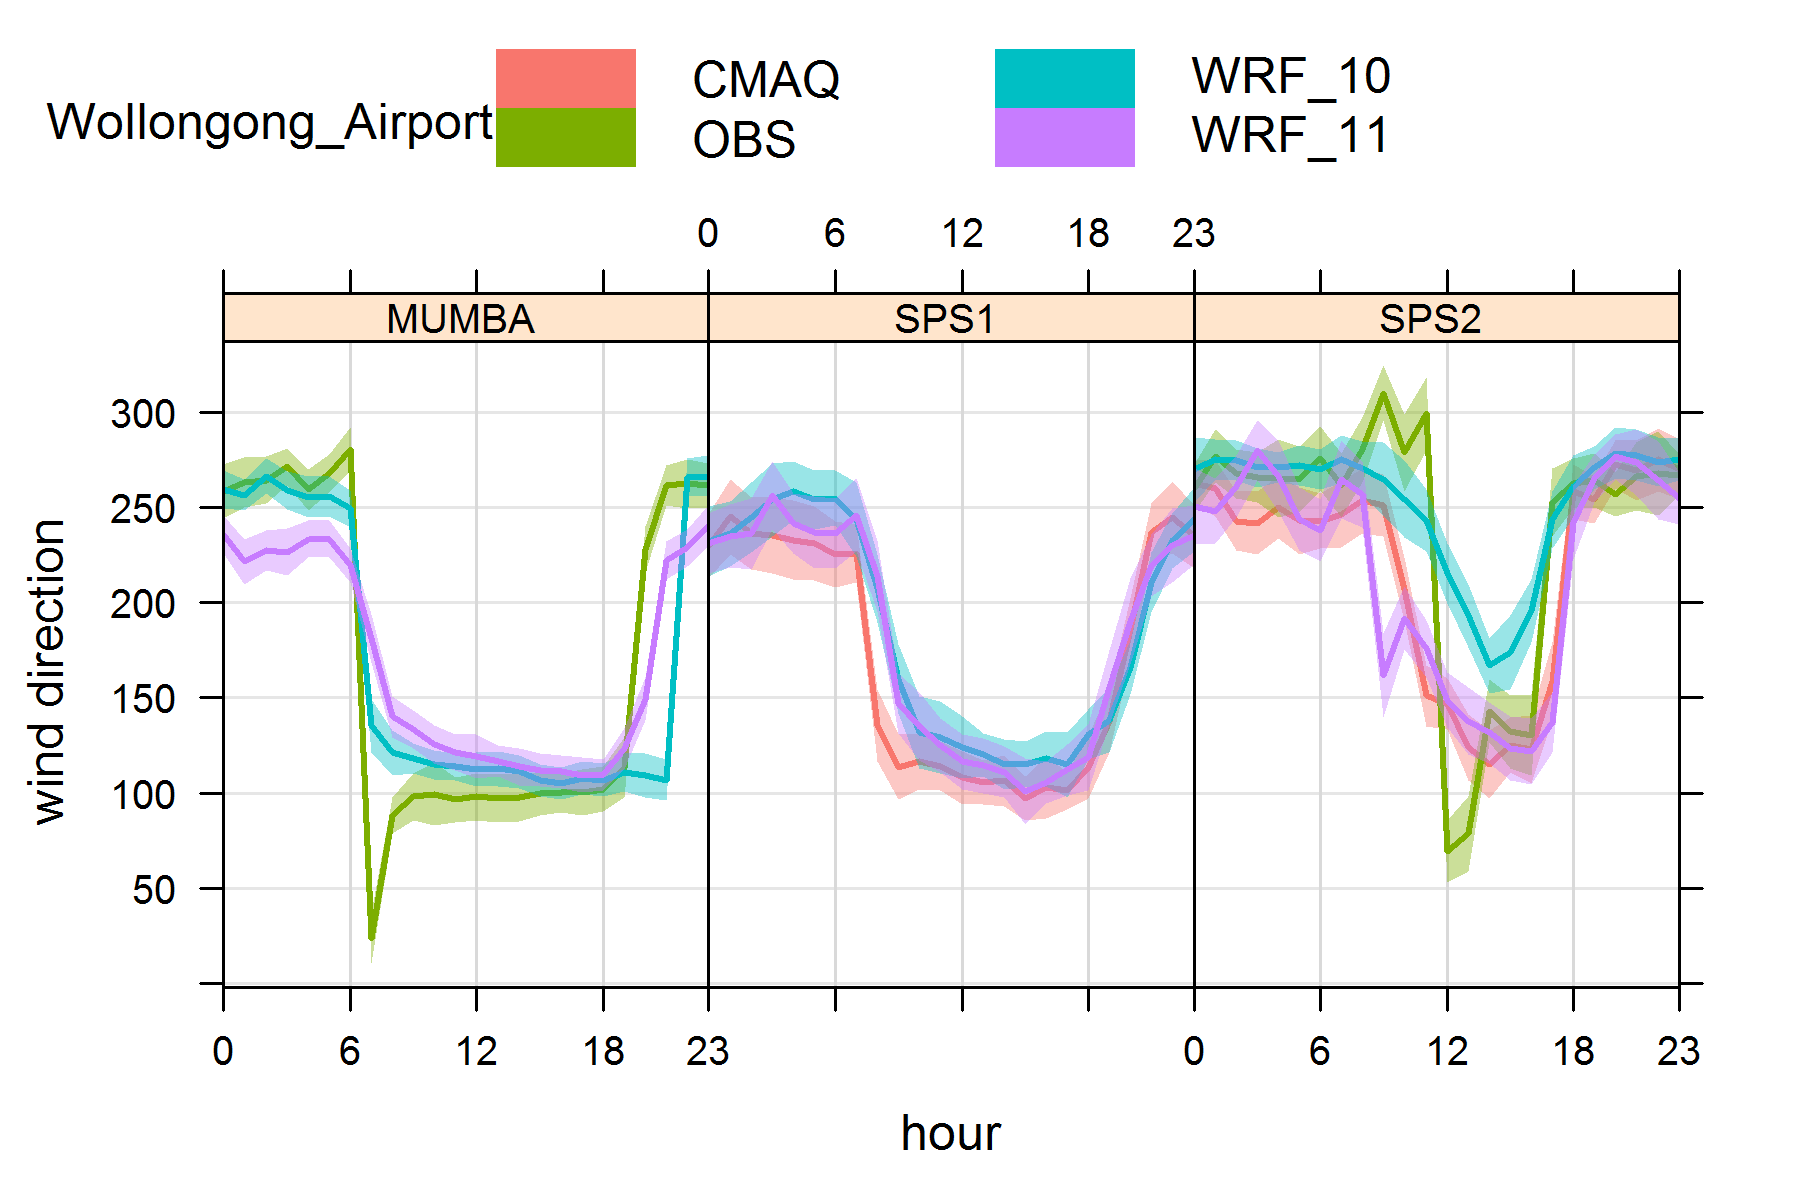 Wollongong_Airport
CMAQ
OBS
WRF_10
WRF_11
0 6 12 18 23
MUMBA SPS1 SPS2
300
250
200
150
100
50
wind direction
0 6 12 18 23 0 6 12 18 23
hour